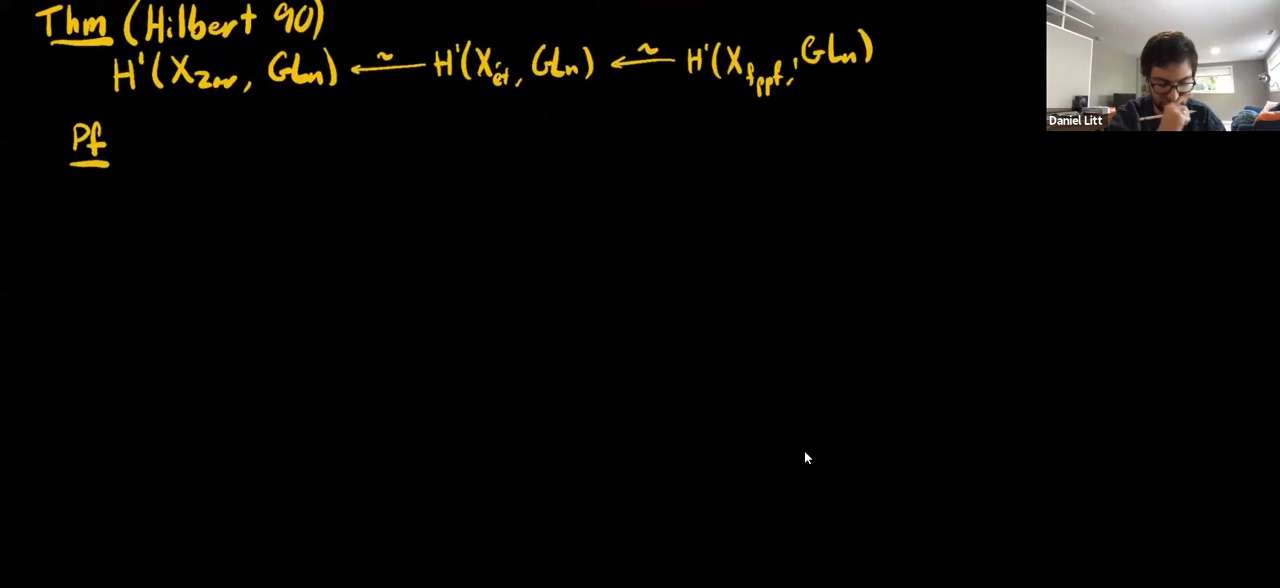 Thm (Hilbert 90)
H¹(X_Zar, GLn) ⟵~ H¹(X_ét, GLn) ⟵~ H¹(X_fppf, GLn)
Pf
Daniel Litt